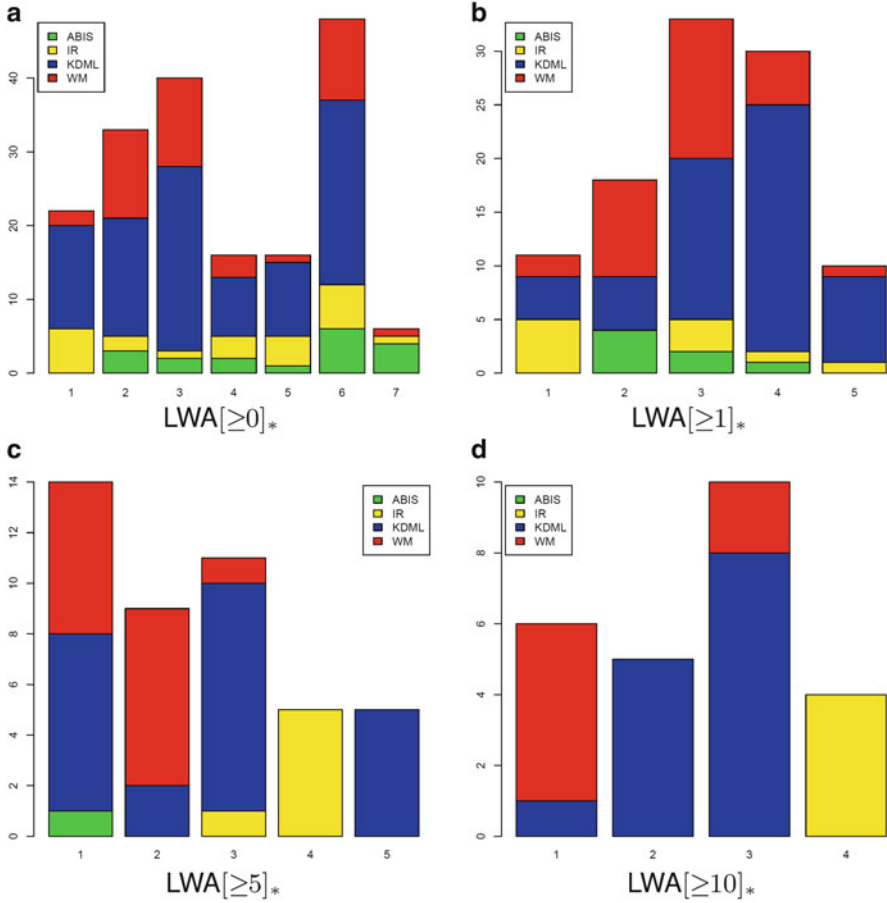 a
ABIS
IR
KDML
WM
40
30
20
10
0
1 2 3 4 5 6 7
LWA[≥0]*
b
ABIS
IR
KDML
WM
30
25
20
15
10
5
0
1 2 3 4 5
LWA[≥1]*
c
ABIS
IR
KDML
WM
14
12
10
8
6
4
2
0
1 2 3 4 5
LWA[≥5]*
d
ABIS
IR
KDML
WM
10
8
6
4
2
0
1 2 3 4
LWA[≥10]*